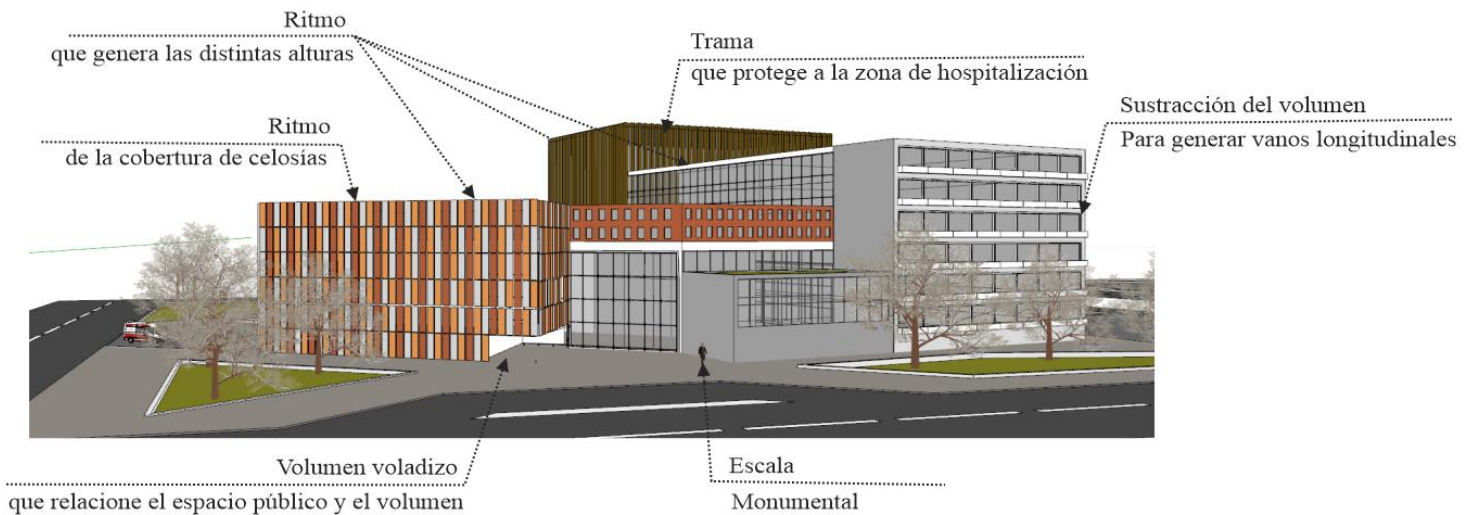 Ritmo
que genera las distintas alturas
Trama
que protege a la zona de hospitalización
Sustracción del volumen
Para generar vanos longitudinales
Ritmo
de la cobertura de celosías
Volumen voladizo
que relacione el espacio público y el volumen
Escala
Monumental